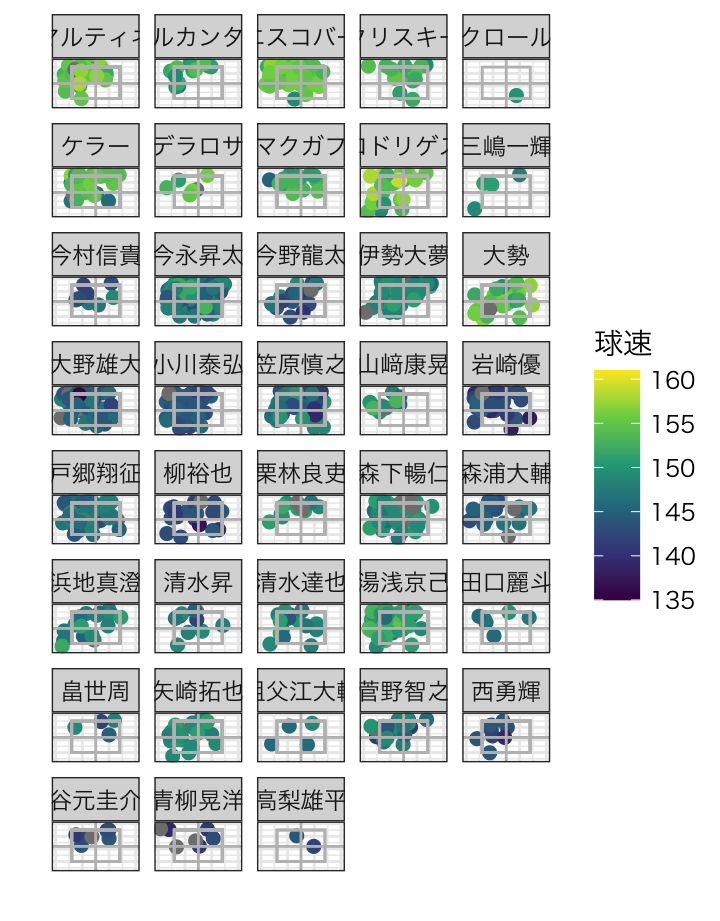 マルティネ
ルカンタ
エスコバー
クリスキー
クロール
ケラー
デラロサ
マクガフ
ロドリゲス
三嶋一輝
今村信貴
今永昇太
今野龍太
伊勢大夢
大勢
大野雄大
小川泰弘
笠原慎之
山﨑康晃
岩崎優
戸郷翔征
柳裕也
栗林良吏
森下暢仁
森浦大輔
浜地真澄
清水昇
清水達也
湯浅京己
田口麗斗
畠世周
矢崎拓也
祖父江大輔
菅野智之
西勇輝
谷元圭介
青柳晃洋
高梨雄平
球速
160
155
150
145
140
135